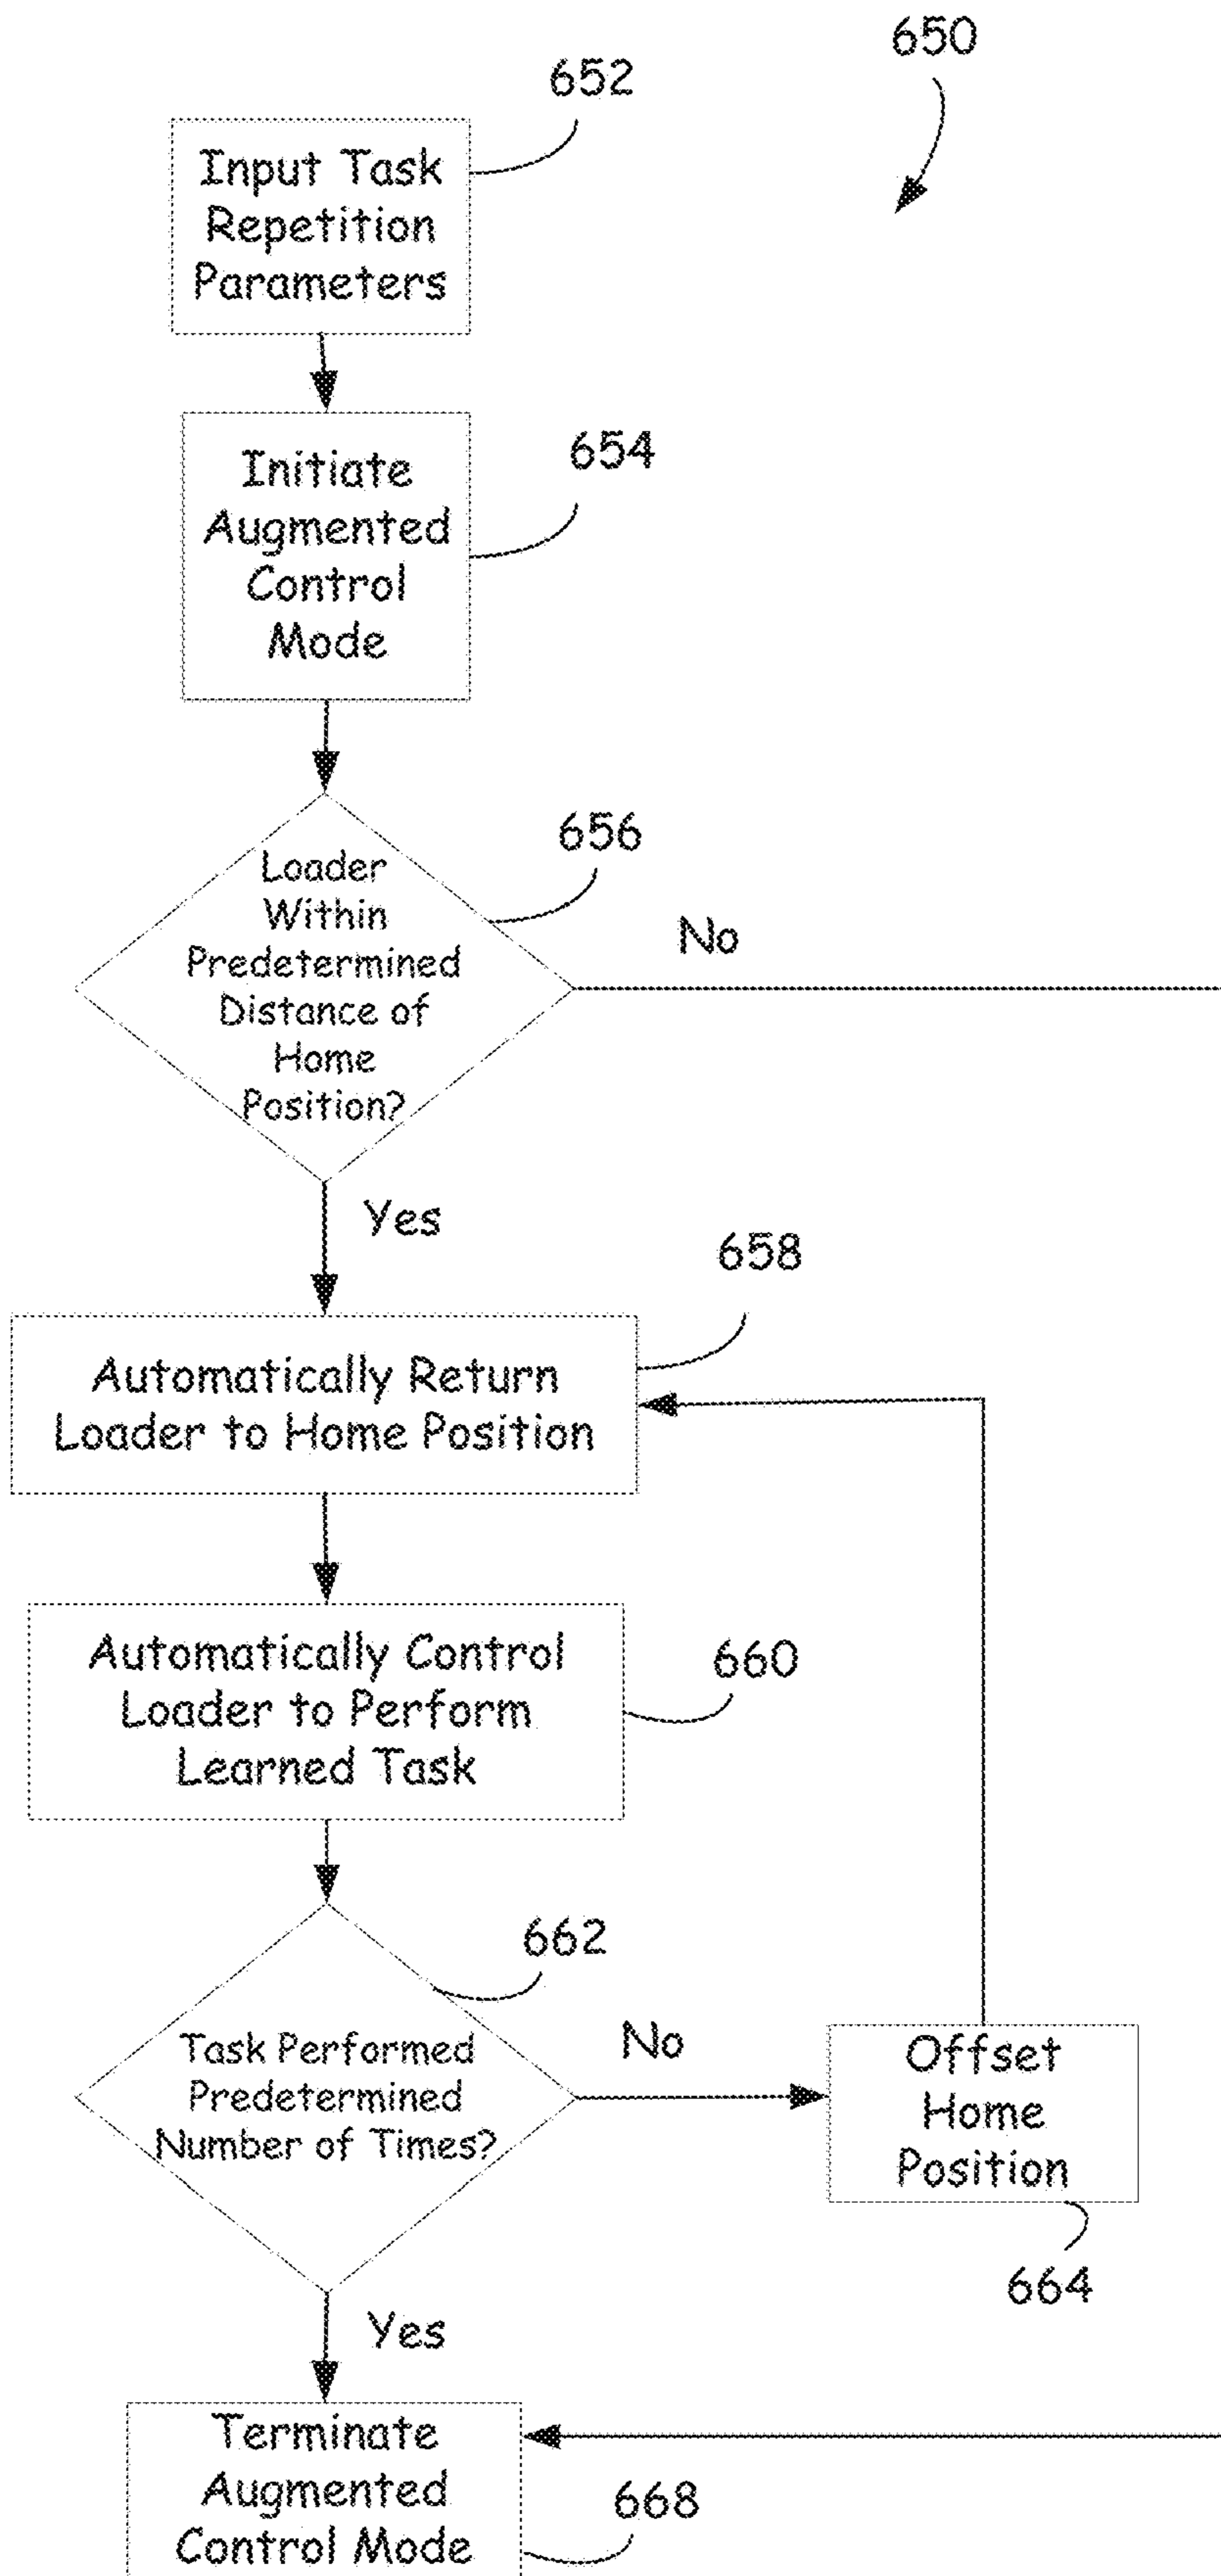 650
652
Input Task
Repetition
Parameters
654
Initiate
Augmented
Control
Mode
656
Loader
Within
Predetermined
Distance of
Home
Position?
No
Yes
658
Automatically Return
Loader to Home Position
660
Automatically Control
Loader to Perform
Learned Task
662
Task Performed
Predetermined
Number of Times?
No
Offset
Home
Position
664
Yes
Terminate
Augmented
Control Mode
668